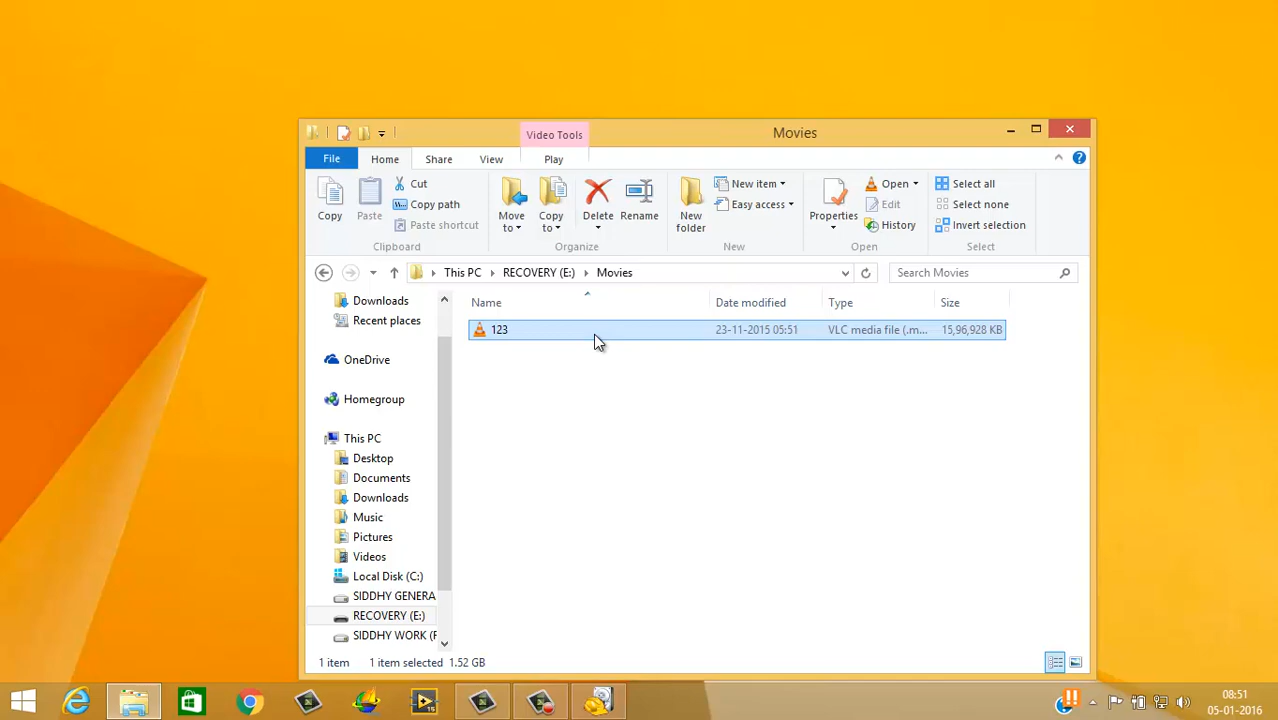 Video Tools
Movies
File
Home
Share
View
Play
Copy
Paste
Cut
Copy path
Paste shortcut
Clipboard
Move to
Copy to
Delete
Rename
Organize
New folder
New item
Easy access
New
Properties
Open
Edit
History
Open
Select all
Select none
Invert selection
Select
This PC
RECOVERY (E:)
Movies
Search Movies
Downloads
Recent places
OneDrive
Homegroup
This PC
Desktop
Documents
Downloads
Music
Pictures
Videos
Local Disk (C:)
SIDDHY GENERA
RECOVERY (E:)
SIDDHY WORK (F
Name
Date modified
Type
Size
123
23-11-2015 05:51
VLC media file (.m...
15,96,928 KB
1 item
1 item selected 1.52 GB
15
08:51
05-01-2016